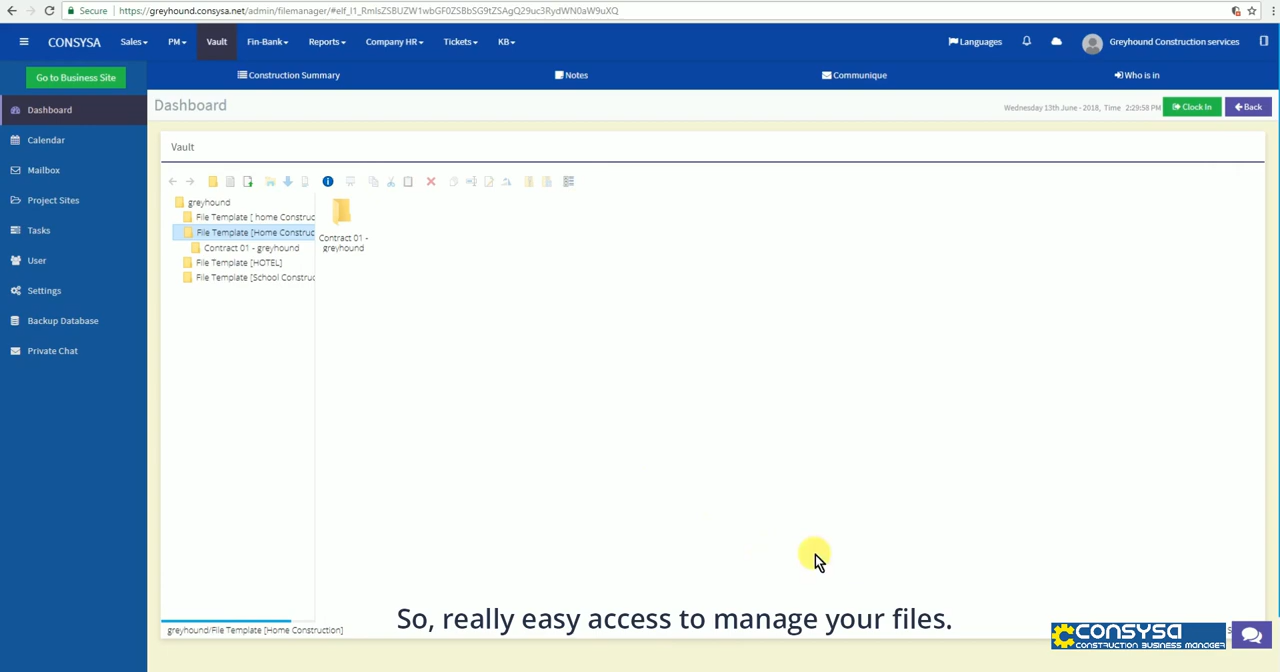 Secure https://greyhound.consysa.net/admin/filemanager/#elf_l1_RmlsZSBUZW1wbGF0ZSBbSG9tZSAgQ29uc3RydWN0aW9uXQ
CONSYSA Sales PM Vault Fin-Bank Reports Company HR Tickets KB Languages Greyhound Construction services
Go to Business Site Construction Summary Notes Communique Who is in
Dashboard
Dashboard Wednesday 13th June - 2018, Time 2:29:58 PM Clock In Back
Calendar
Mailbox
Project Sites
Tasks
User
Settings
Backup Database
Private Chat
Vault
greyhound
File Template [ home Construc
File Template [Home Construc
Contract 01 - greyhound
File Template [HOTEL]
File Template [School Construc
Contract 01 -
greyhound
So, really easy access to manage your files.
greyhound/File Template [Home Construction]
CONSYSA
CONSTRUCTION BUSINESS MANAGER